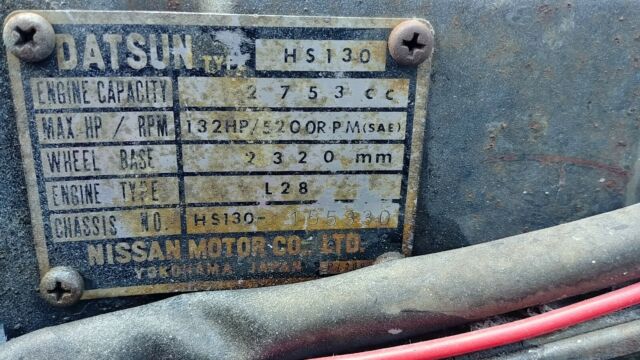 DATSUN TYPE HS130
ENGINE CAPACITY 2753 cc
MAX.HP / RPM 132HP/5200RPM(SAE)
WHEEL BASE 2320 mm
ENGINE TYPE L28
CHASSIS NO. HS130-155330
NISSAN MOTOR CO., LTD.
YOKOHAMA JAPAN